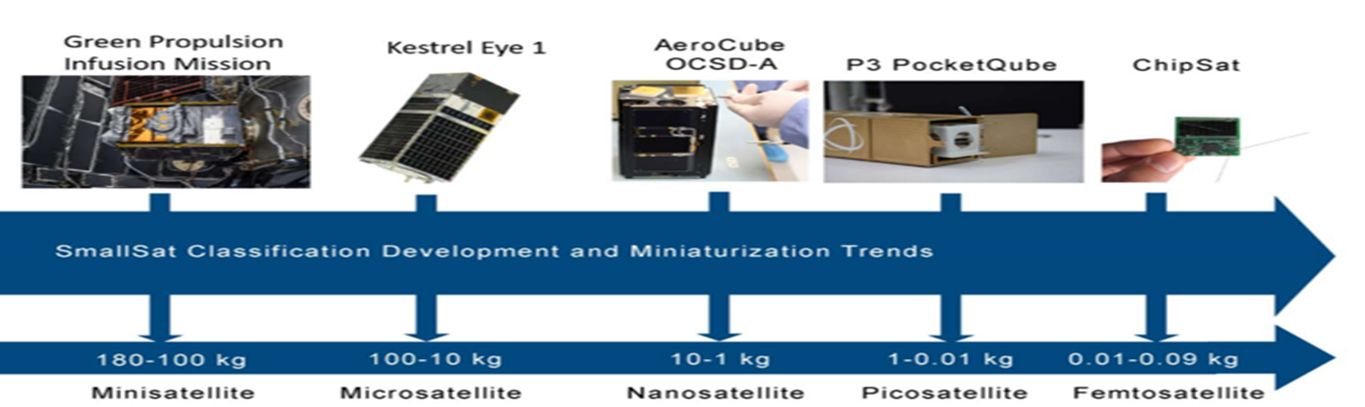 Green Propulsion
Infusion Mission
Kestrel Eye 1
AeroCube
OCSD-A
P3 PocketQube
ChipSat
SmallSat Classification Development and Miniaturization Trends
180-100 kg
100-10 kg
10-1 kg
1-0.01 kg
0.01-0.09 kg
Minisatellite
Microsatellite
Nanosatellite
Picosatellite
Femtosatellite